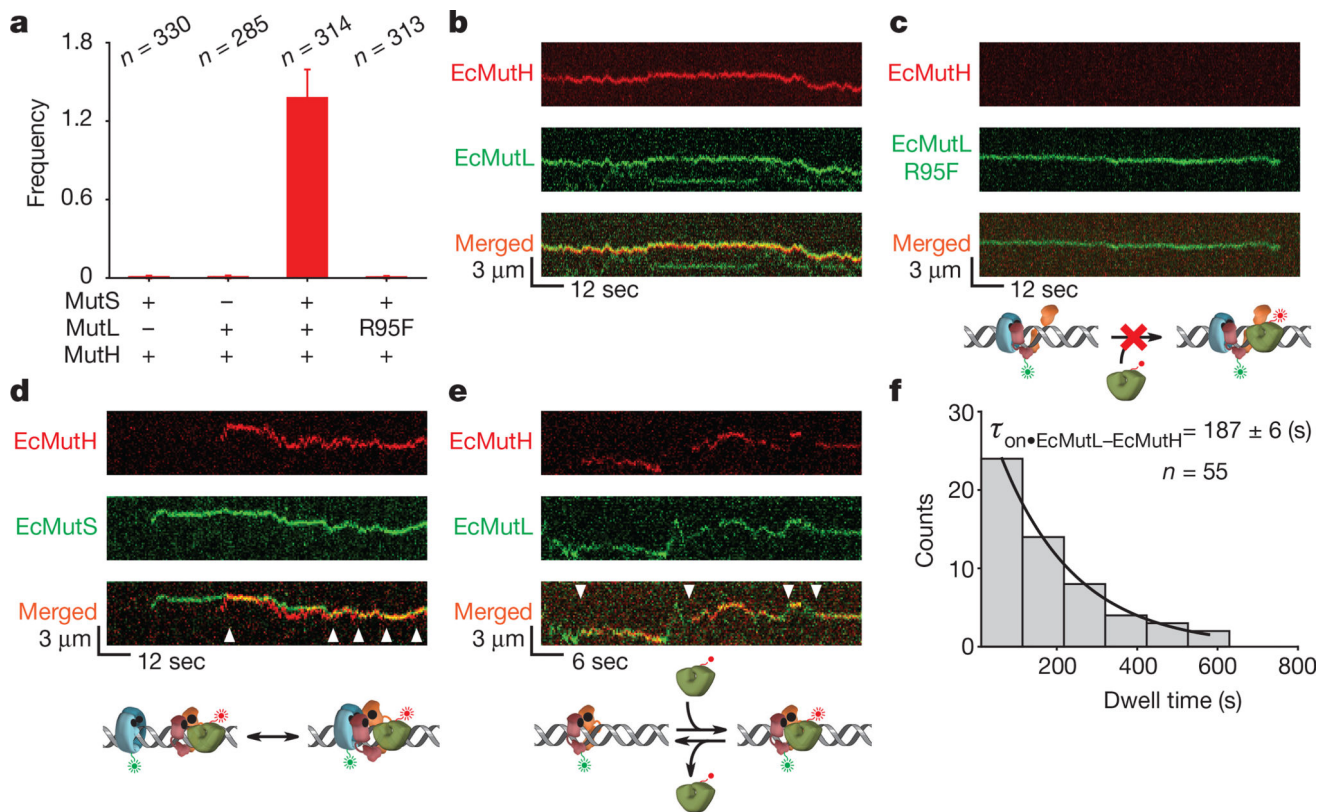 a
n = 330
n = 285
n = 314
n = 313
Frequency
1.8
1.2
0.6
0
MutS + – + +
MutL – + + R95F
MutH + + + +
b
EcMutH
EcMutL
Merged
3 μm
12 sec
c
EcMutH
EcMutL
R95F
Merged
3 μm
12 sec
d
EcMutH
EcMutS
Merged
3 μm
12 sec
e
EcMutH
EcMutL
Merged
3 μm
6 sec
f
τon•EcMutL–EcMutH = 187 ± 6 (s)
n = 55
Counts
30
20
10
0
200 400 600 800
Dwell time (s)